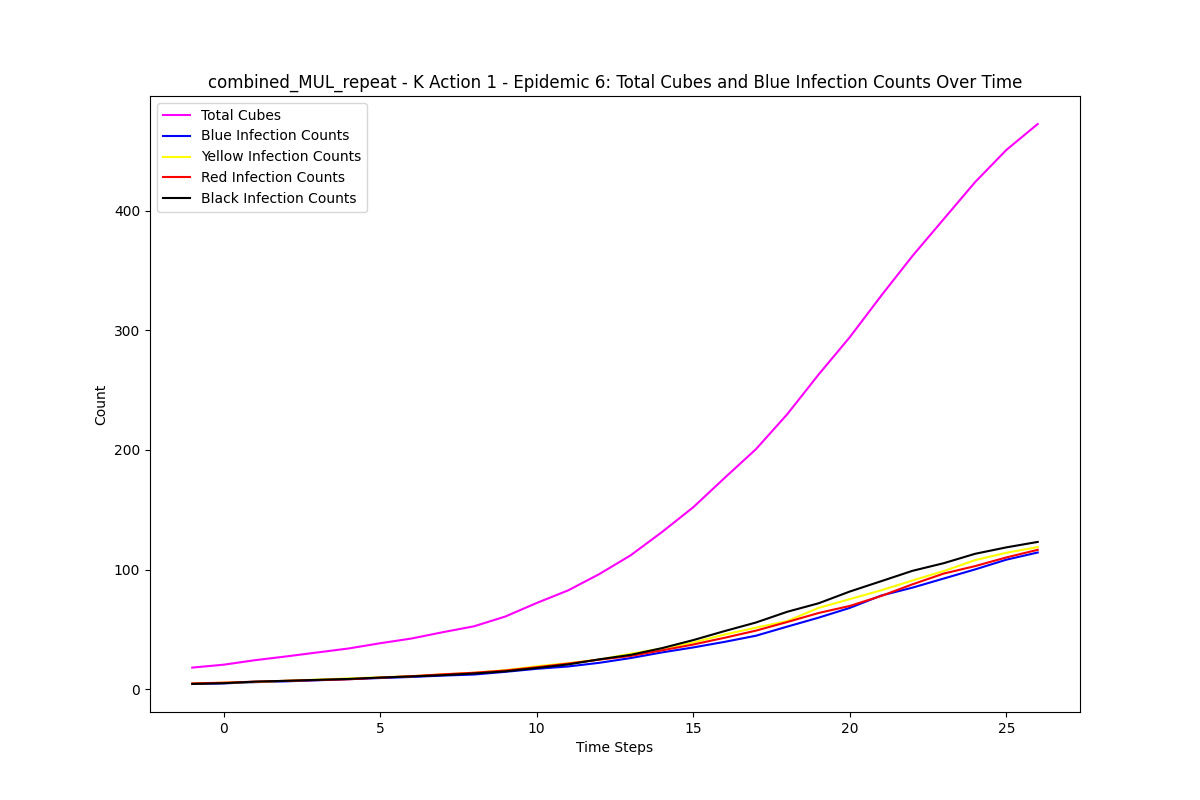 combined_MUL_repeat - K Action 1 - Epidemic 6: Total Cubes and Blue Infection Counts Over Time
Total Cubes
Blue Infection Counts
Yellow Infection Counts
Red Infection Counts
Black Infection Counts
400
300
200
100
0
Count
0 5 10 15 20 25
Time Steps